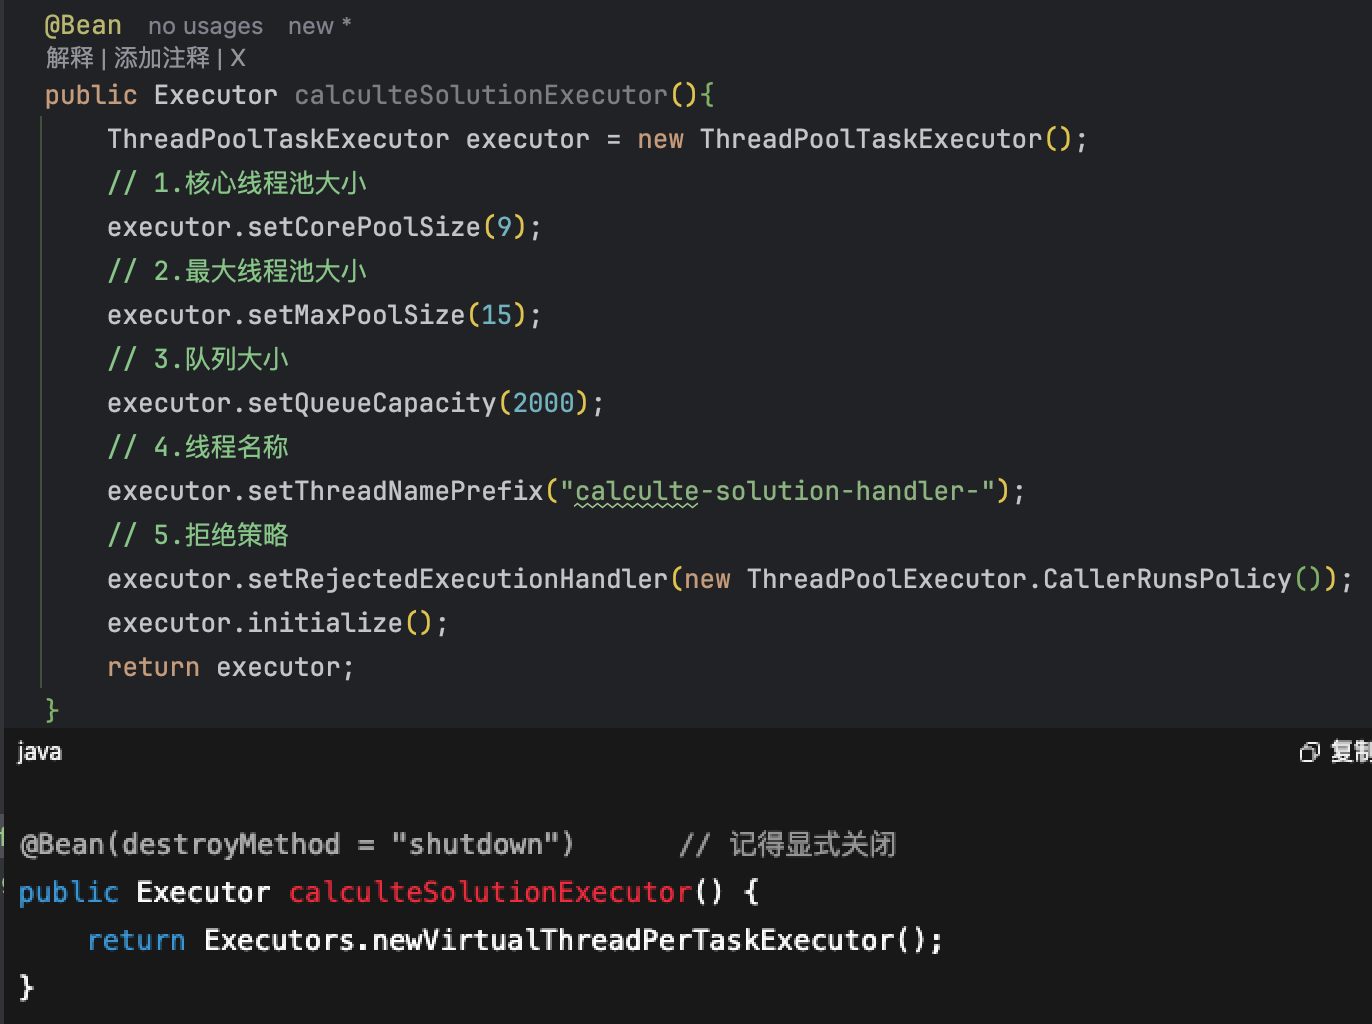 @Bean no usages new *
解释 | 添加注释 | X
public Executor calculteSolutionExecutor(){
ThreadPoolTaskExecutor executor = new ThreadPoolTaskExecutor();
// 1.核心线程池大小
executor.setCorePoolSize(9);
// 2.最大线程池大小
executor.setMaxPoolSize(15);
// 3.队列大小
executor.setQueueCapacity(2000);
// 4.线程名称
executor.setThreadNamePrefix("calculte-solution-handler-");
// 5.拒绝策略
executor.setRejectedExecutionHandler(new ThreadPoolExecutor.CallerRunsPolicy());
executor.initialize();
return executor;
}
java 复制
@Bean(destroyMethod = "shutdown") // 记得显式关闭
public Executor calculteSolutionExecutor() {
return Executors.newVirtualThreadPerTaskExecutor();
}